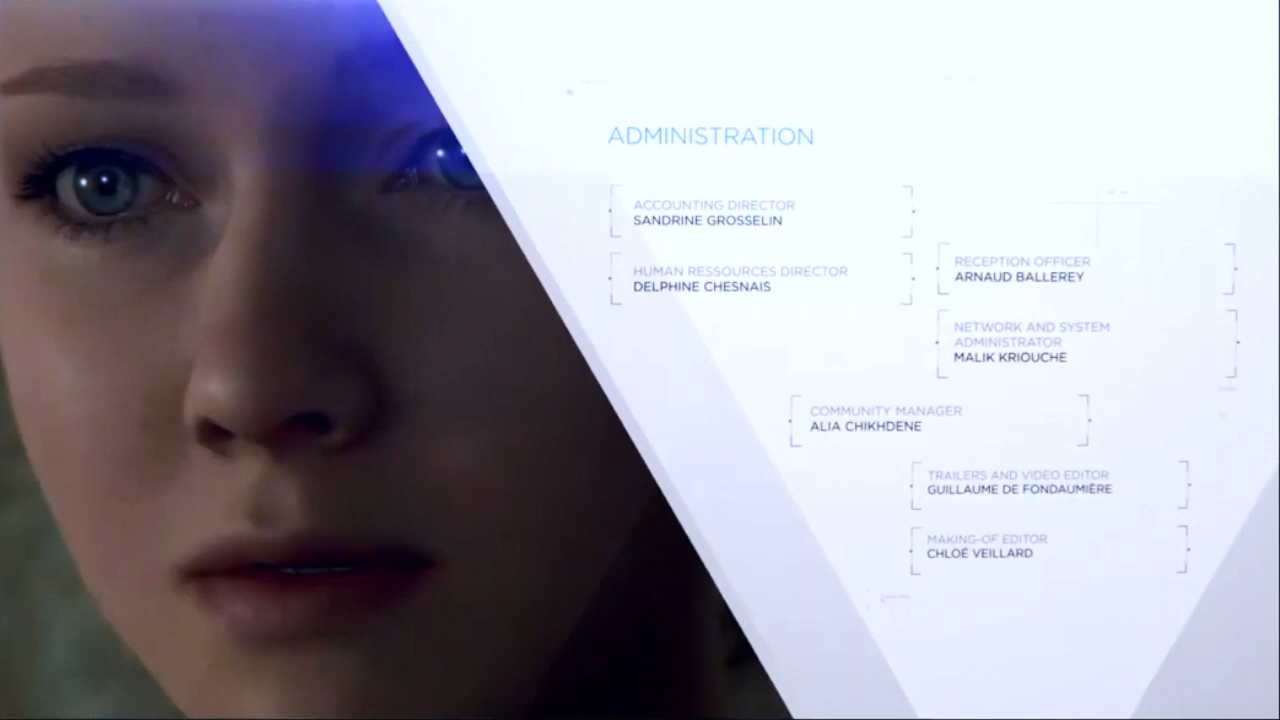 ADMINISTRATION
ACCOUNTING DIRECTOR
SANDRINE GROSSELIN
HUMAN RESSOURCES DIRECTOR
DELPHINE CHESNAIS
RECEPTION OFFICER
ARNAUD BALLEREY
NETWORK AND SYSTEM
ADMINISTRATOR
MALIK KRIOUCHE
COMMUNITY MANAGER
ALIA CHIKHDENE
TRAILERS AND VIDEO EDITOR
GUILLAUME DE FONDAUMIÈRE
MAKING-OF EDITOR
CHLOÉ VEILLARD